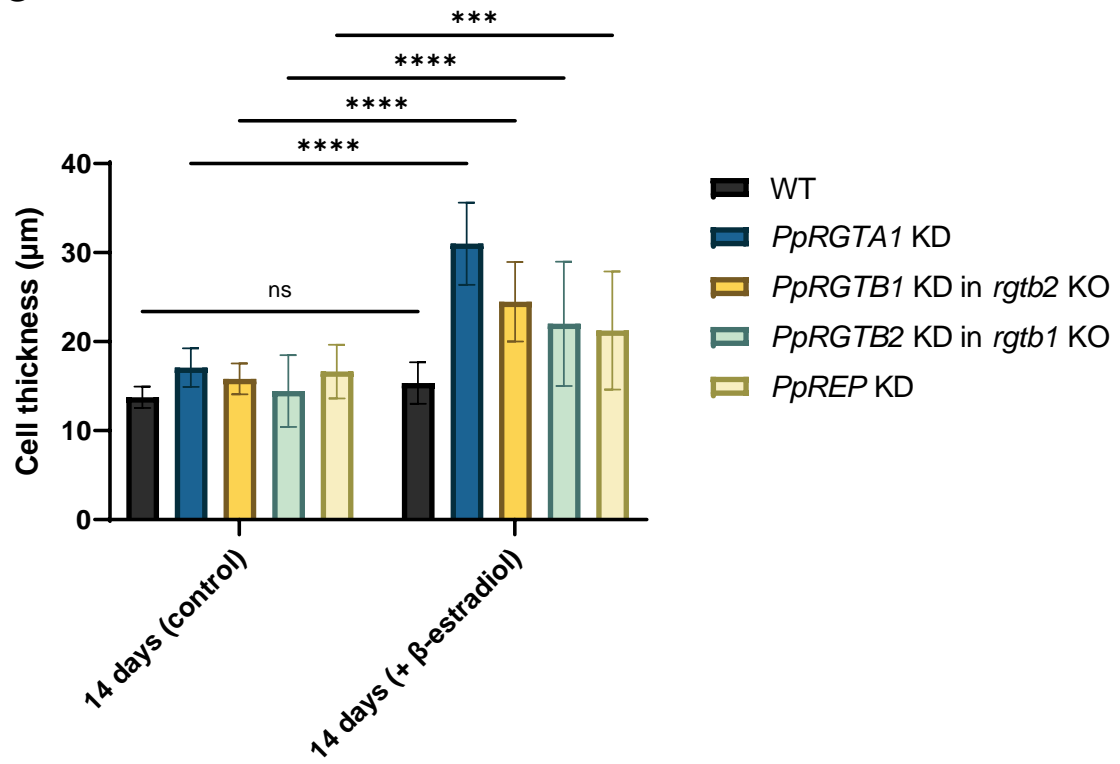 ***
****
****
****
ns
Cell thickness (µm)
40
30
20
10
0
14 days (control)
14 days (+ β-estradiol)
WT
PpRGTA1 KD
PpRGTB1 KD in rgtb2 KO
PpRGTB2 KD in rgtb1 KO
PpREP KD